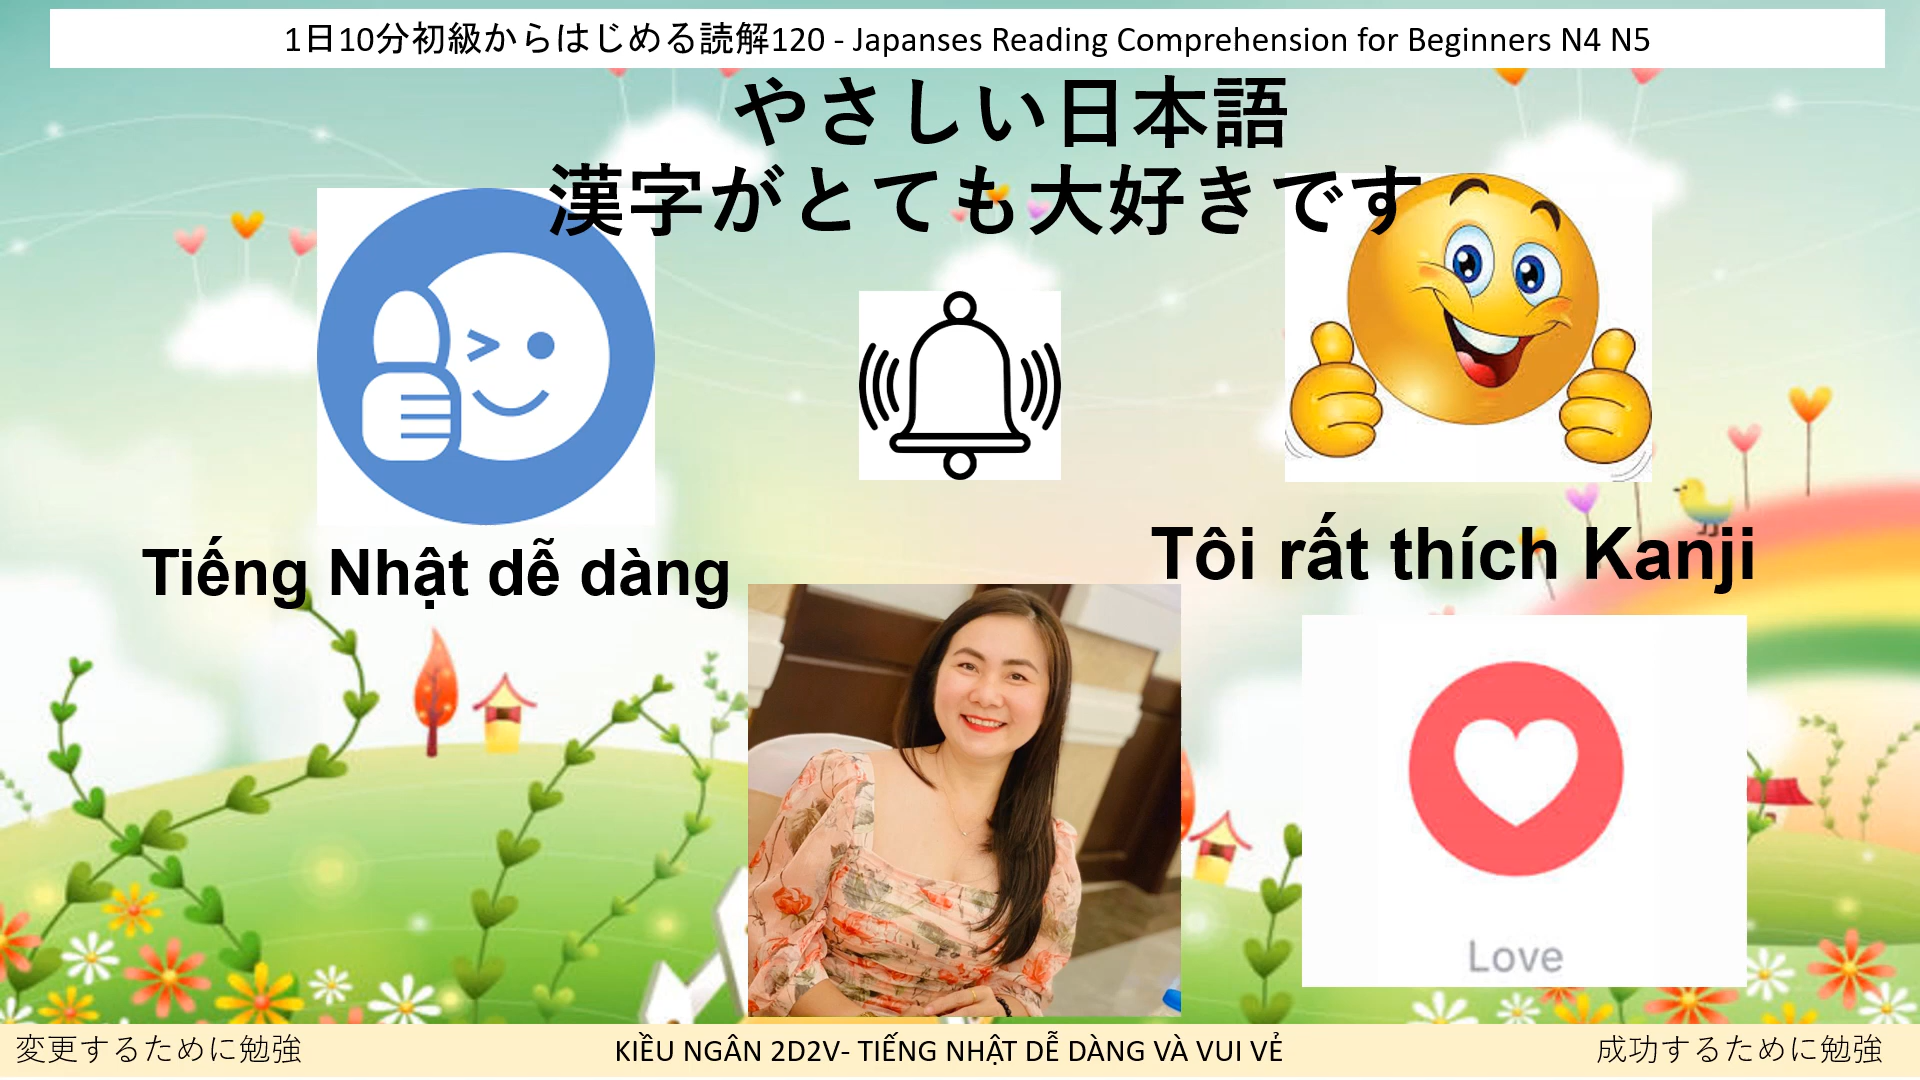 1日10分初級からはじめる読解120 - Japanses Reading Comprehension for Beginners N4 N5
やさしい日本語
漢字がとても大好きです
Tiếng Nhật dễ dàng
Tôi rất thích Kanji
Love
変更するために勉強
KIỀU NGÂN 2D2V- TIẾNG NHẬT DỄ DÀNG VÀ VUI VẺ
成功するために勉強